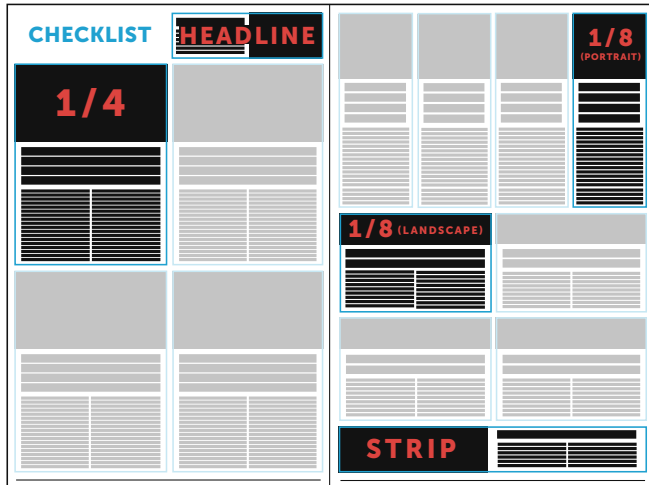 CHECKLIST
HEADLINE
1/4
1/8
(PORTRAIT)
1/8 (LANDSCAPE)
STRIP